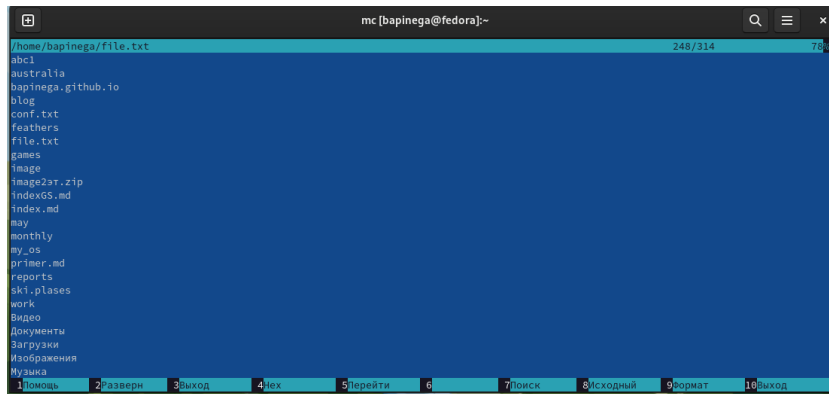 mc [bapinega@fedora]:~
/home/bapinega/file.txt 248/314 78%
abc1
australia
bapinega.github.io
blog
conf.txt
feathers
file.txt
games
image
image2эт.zip
indexGS.md
index.md
may
monthly
my_os
primer.md
reports
ski.plases
work
Видео
Документы
Загрузки
Изображения
Музыка
1Помощь 2Разверн 3Выход 4Hex 5Перейти 6 7Поиск 8Исходный 9Формат 10Выход